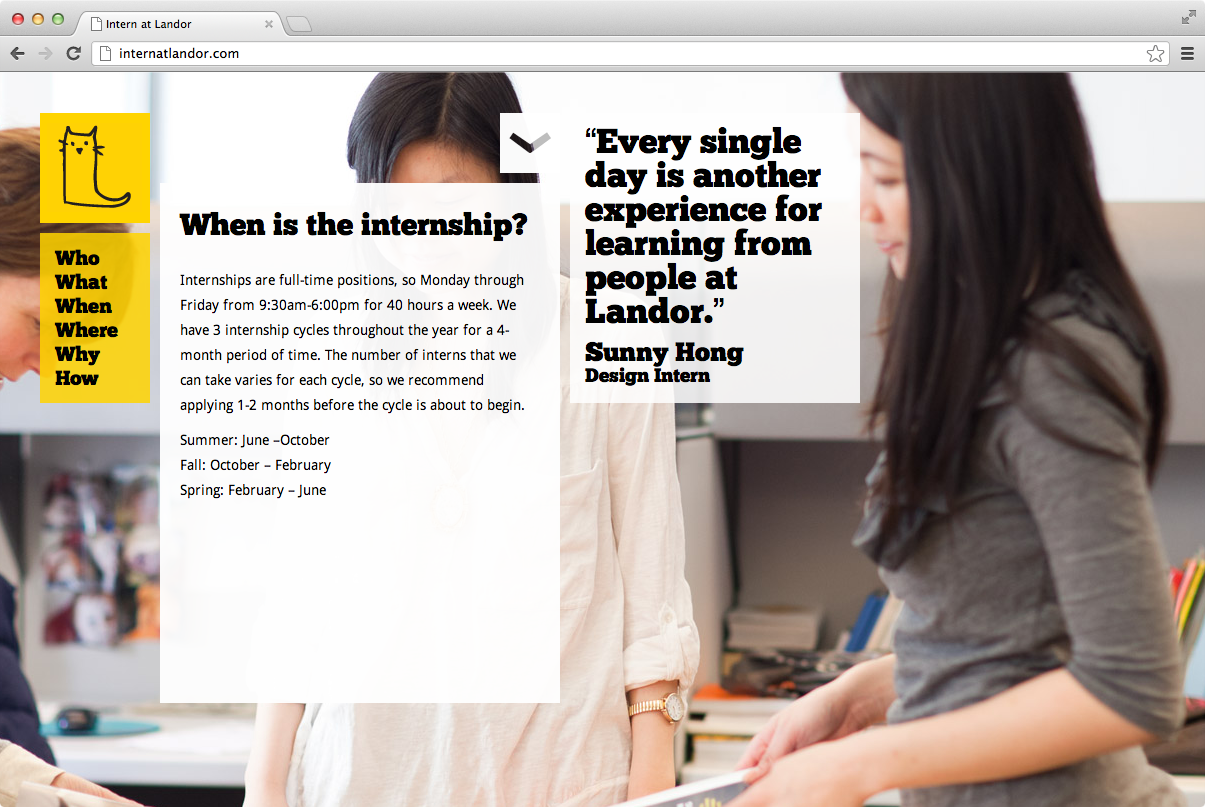 Intern at Landor
internatlandor.com
Who
What
When
Where
Why
How
When is the internship?
Internships are full-time positions, so Monday through
Friday from 9:30am-6:00pm for 40 hours a week. We
have 3 internship cycles throughout the year for a 4-
month period of time. The number of interns that we
can take varies for each cycle, so we recommend
applying 1-2 months before the cycle is about to begin.
Summer: June –October
Fall: October – February
Spring: February – June
“Every single
day is another
experience for
learning from
people at
Landor.”
Sunny Hong
Design Intern